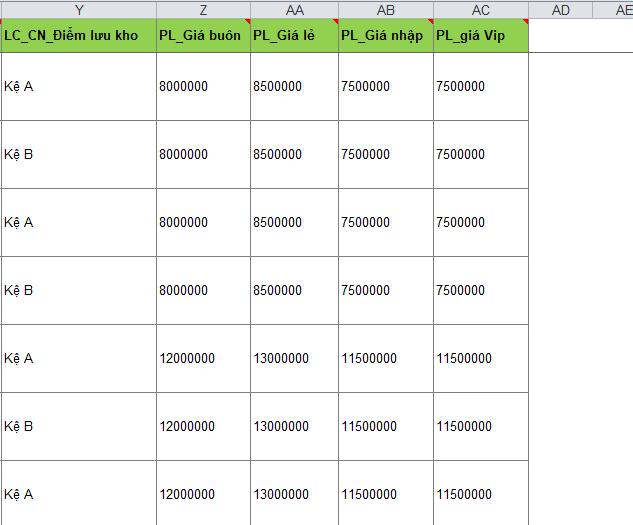 Y Z AA AB AC AD AE
LC_CN_Điểm lưu kho PL_Giá buôn PL_Giá lẻ PL_Giá nhập PL_giá Vip
Kệ A 8000000 8500000 7500000 7500000
Kệ B 8000000 8500000 7500000 7500000
Kệ A 8000000 8500000 7500000 7500000
Kệ B 8000000 8500000 7500000 7500000
Kệ A 12000000 13000000 11500000 11500000
Kệ B 12000000 13000000 11500000 11500000
Kệ A 12000000 13000000 11500000 11500000